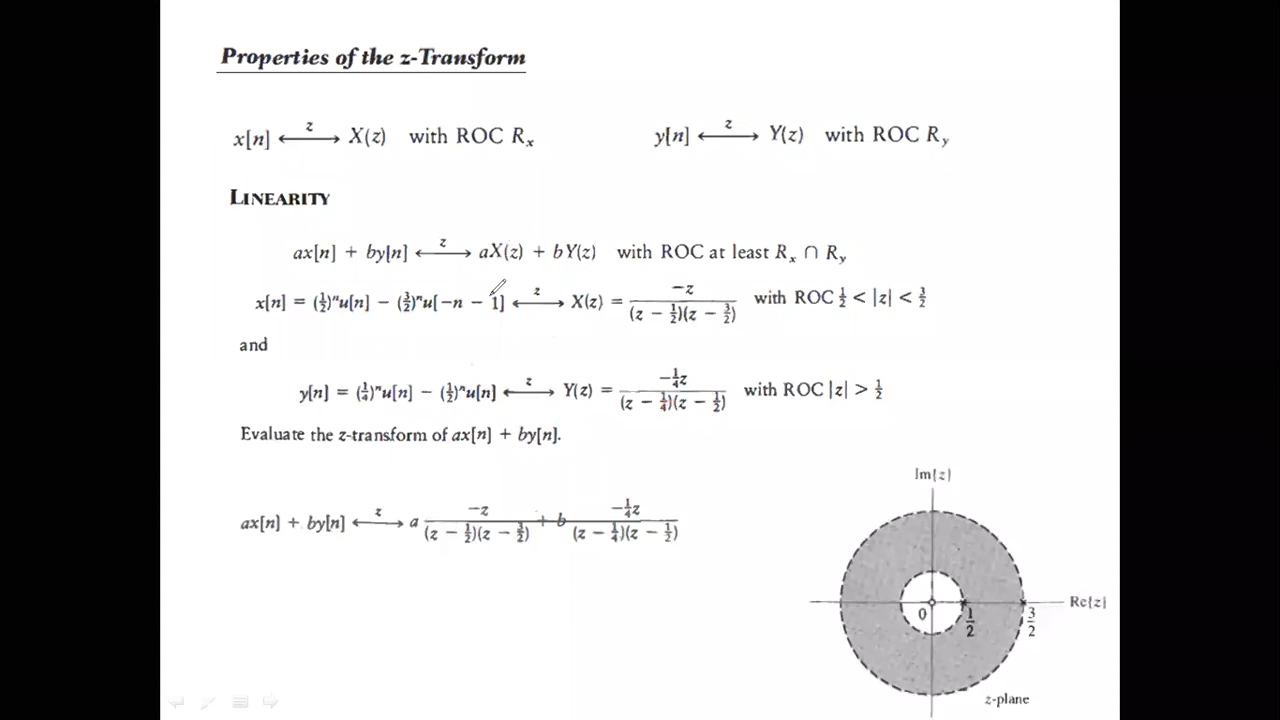 Properties of the z-Transform
x[n] ←z→ X(z) with ROC Rₓ y[n] ←z→ Y(z) with ROC R_y
LINEARITY
ax[n] + by[n] ←z→ aX(z) + bY(z) with ROC at least Rₓ ∩ R_y
x[n] = (1/2)ⁿu[n] − (3/2)ⁿu[−n − 1] ←z→ X(z) = −z / (z − 1/2)(z − 3/2) with ROC 1/2 < |z| < 3/2
and
y[n] = (1/4)ⁿu[n] − (1/2)ⁿu[n] ←z→ Y(z) = −1/4z / (z − 1/4)(z − 1/2) with ROC |z| > 1/2
Evaluate the z-transform of ax[n] + by[n].
ax[n] + by[n] ←z→ a −z / (z − 1/2)(z − 3/2) + b −1/4z / (z − 1/4)(z − 1/2)
Im{z}
Re{z}
0 1/2 3/2
z-plane